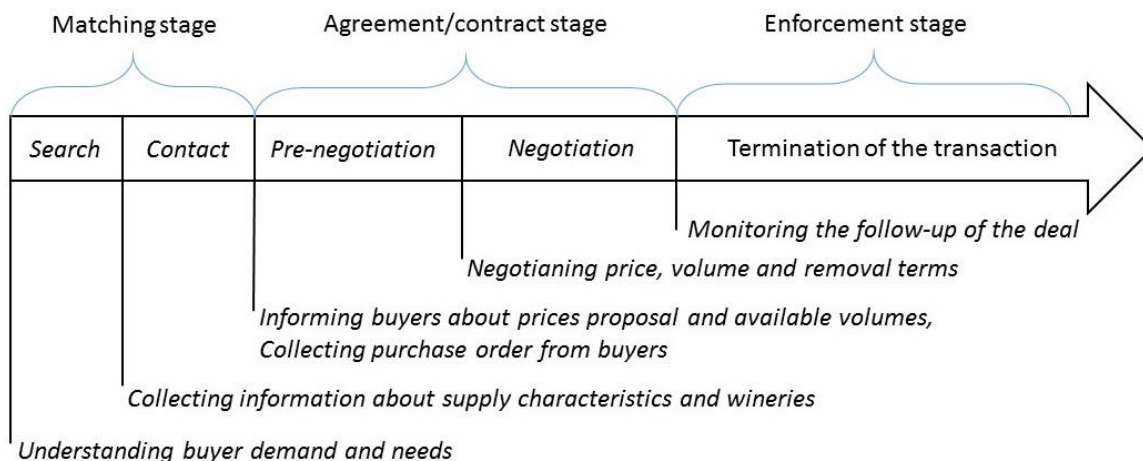 Matching stage
Agreement/contract stage
Enforcement stage
Search
Contact
Pre-negotiation
Negotiation
Termination of the transaction
Monitoring the follow-up of the deal
Negotianing price, volume and removal terms
Informing buyers about prices proposal and available volumes,
Collecting purchase order from buyers
Collecting information about supply characteristics and wineries
Understanding buyer demand and needs